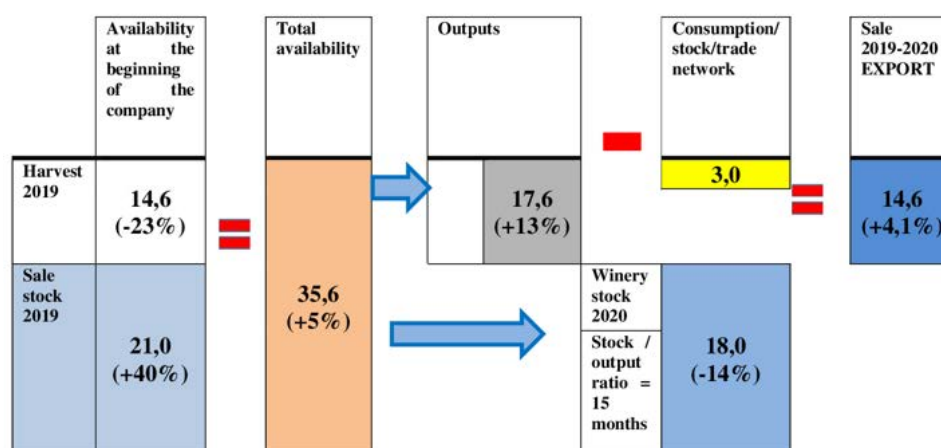 Availability
at the
beginning
of the
company
Total
availability
Outputs
Consumption/
stock/trade
network
Sale
2019-2020
EXPORT
Harvest
2019
14,6
(-23%)
17,6
(+13%)
3,0
14,6
(+4,1%)
Sale
stock
2019
21,0
(+40%)
35,6
(+5%)
Winery
stock
2020
Stock /
output
ratio =
15
months
18,0
(-14%)